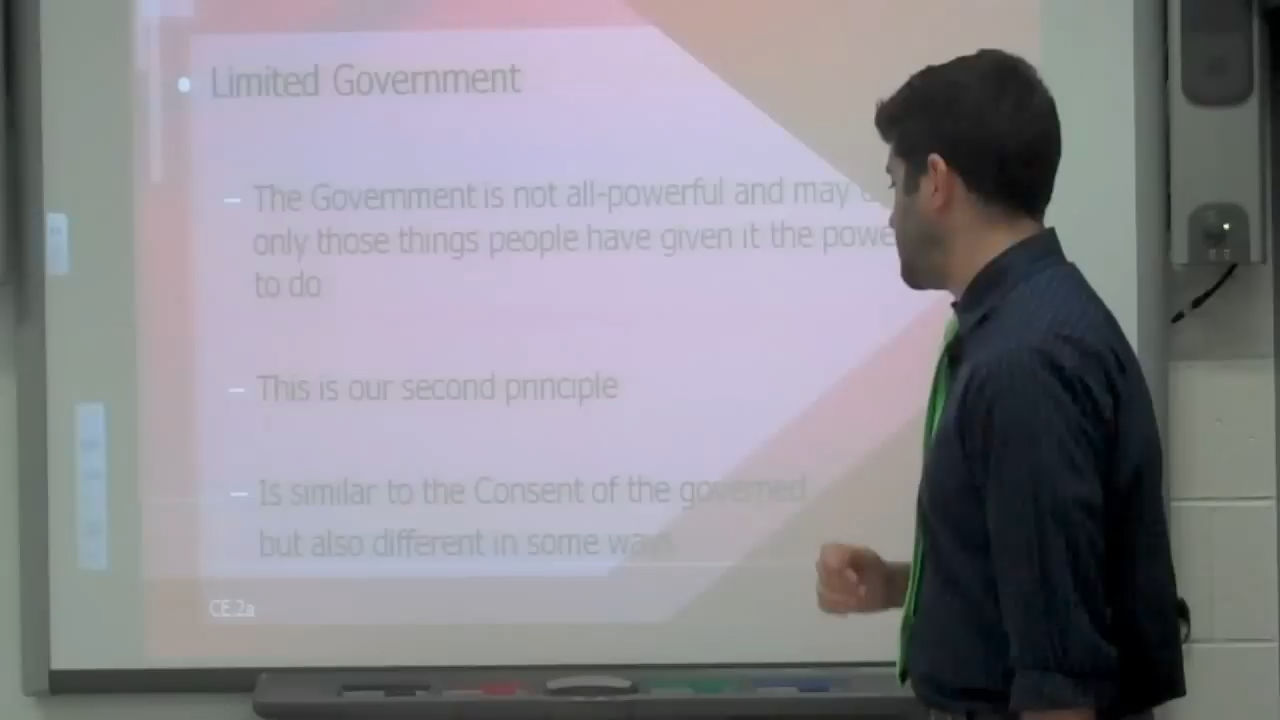 Limited Government
The Government is not all-powerful and may
only those things people have given it the
to do
This is our second principle
Is similar to the Consent of the governed
but also different in some ways
CE.2a